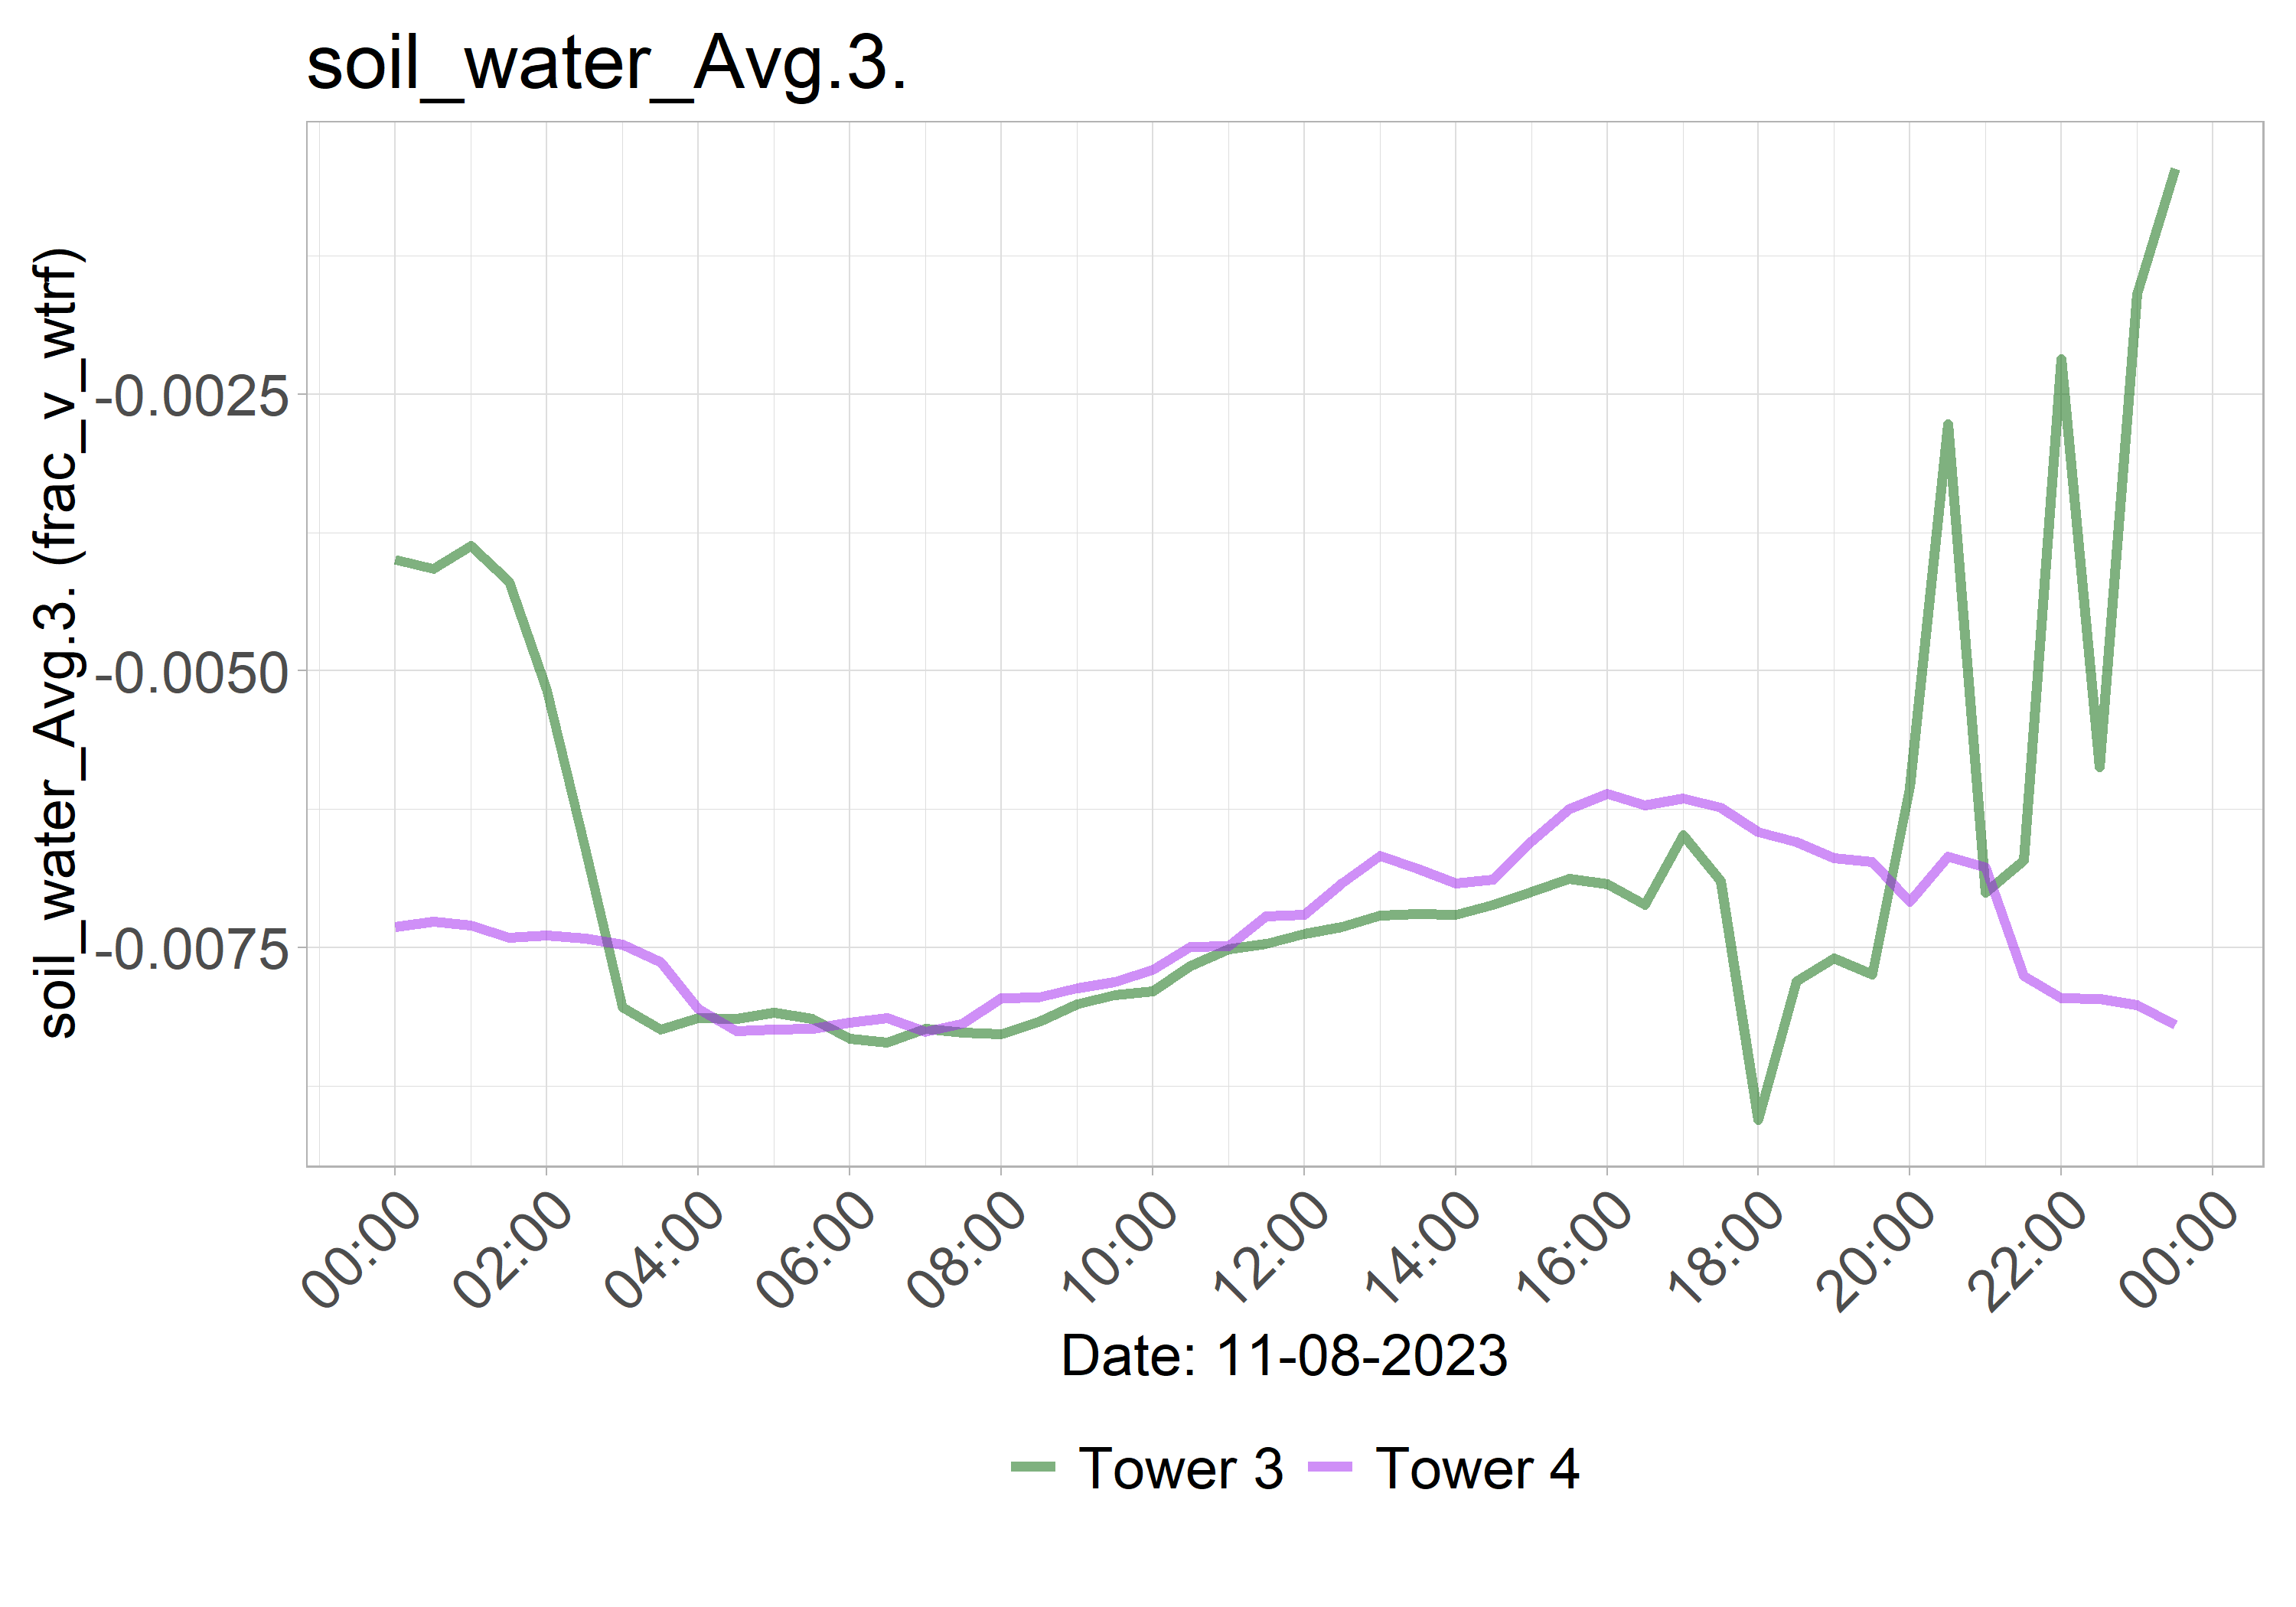 soil_water_Avg.3.
soil_water_Avg.3. (frac_v_wtrf)
-0.0025
-0.0050
-0.0075
00:00 02:00 04:00 06:00 08:00 10:00 12:00 14:00 16:00 18:00 20:00 22:00 00:00
Date: 11-08-2023
Tower 3 Tower 4